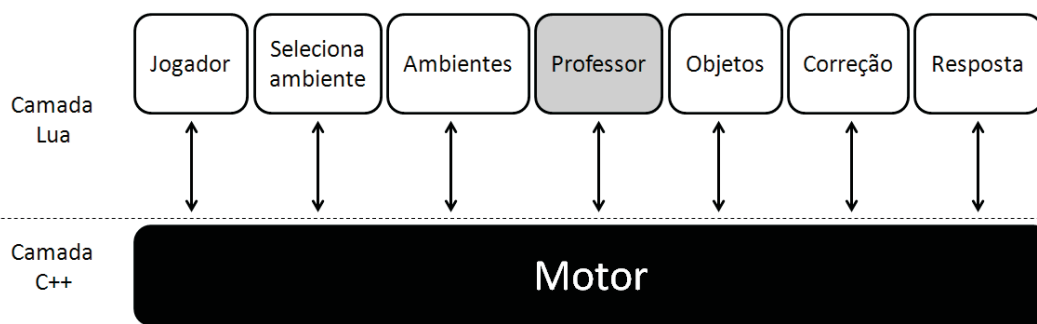 Camada
Lua
Jogador
Seleciona
ambiente
Ambientes
Professor
Objetos
Correção
Resposta
Camada
C++
Motor